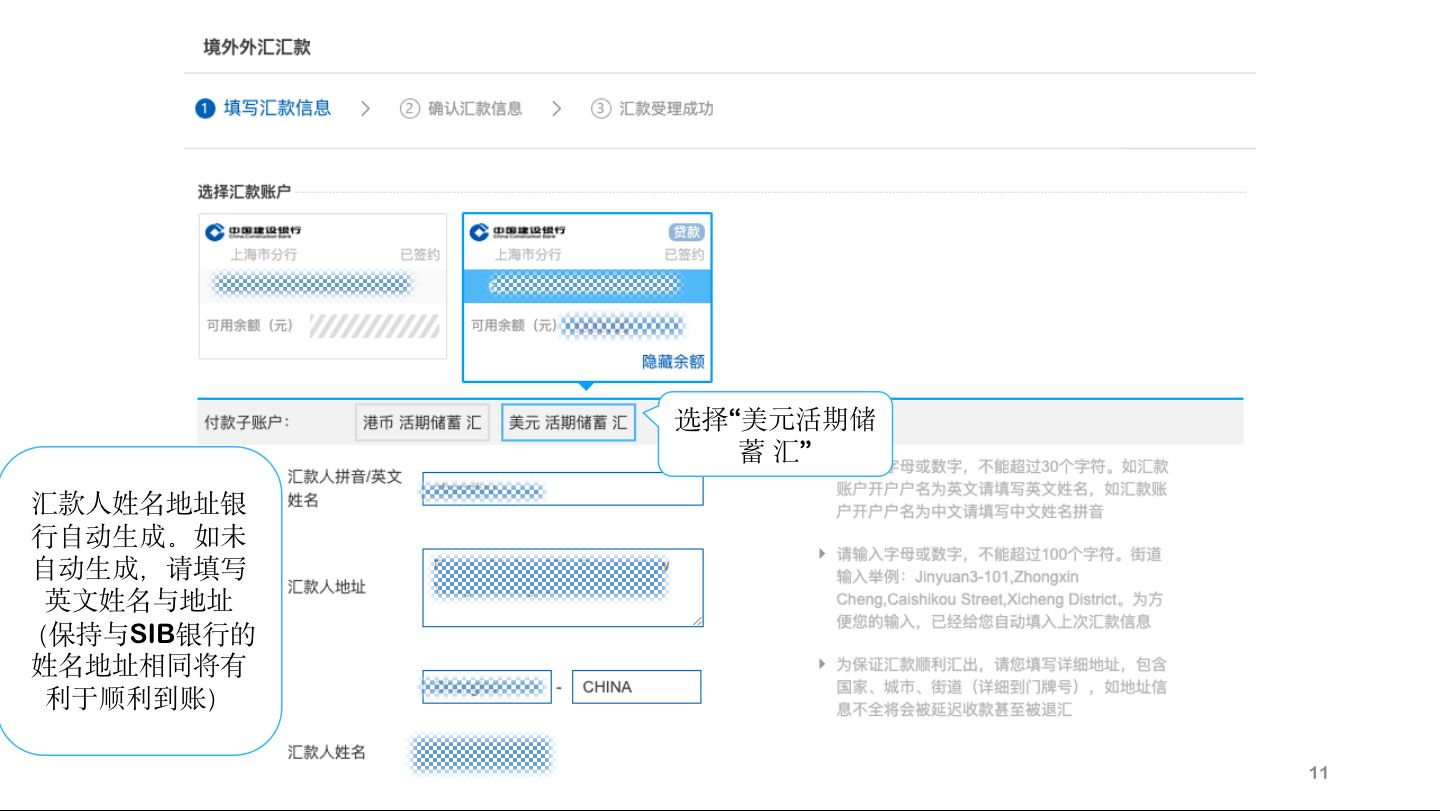 境外外汇汇款
1 填写汇款信息 > 2 确认汇款信息 > 3 汇款受理成功
选择汇款账户
中国建设银行
China Construction Bank
上海市分行 已签约
可用余额（元）
中国建设银行 贷款
China Construction Bank
上海市分行 已签约
可用余额（元）
隐藏余额
付款子账户： 港币 活期储蓄 汇 美元 活期储蓄 汇
选择“美元活期储
蓄 汇”
汇款人姓名地址银
行自动生成。如未
自动生成，请填写
英文姓名与地址
（保持与SIB银行的
姓名地址相同将有
利于顺利到账）
汇款人拼音/英文
姓名
字母或数字，不能超过30个字符。如汇款
账户开户户名为英文请填写英文姓名，如汇款账
户开户户名为中文请填写中文姓名拼音
汇款人地址
请输入字母或数字，不能超过100个字符。街道
输入举例：Jinyuan3-101,Zhongxin
Cheng,Caishikou Street,Xicheng District。为方
便您的输入，已经给您自动填入上次汇款信息
- CHINA
为保证汇款顺利汇出，请您填写详细地址，包含
国家、城市、街道（详细到门牌号），如地址信
息不全将会被延迟收款甚至被退汇
汇款人姓名
11